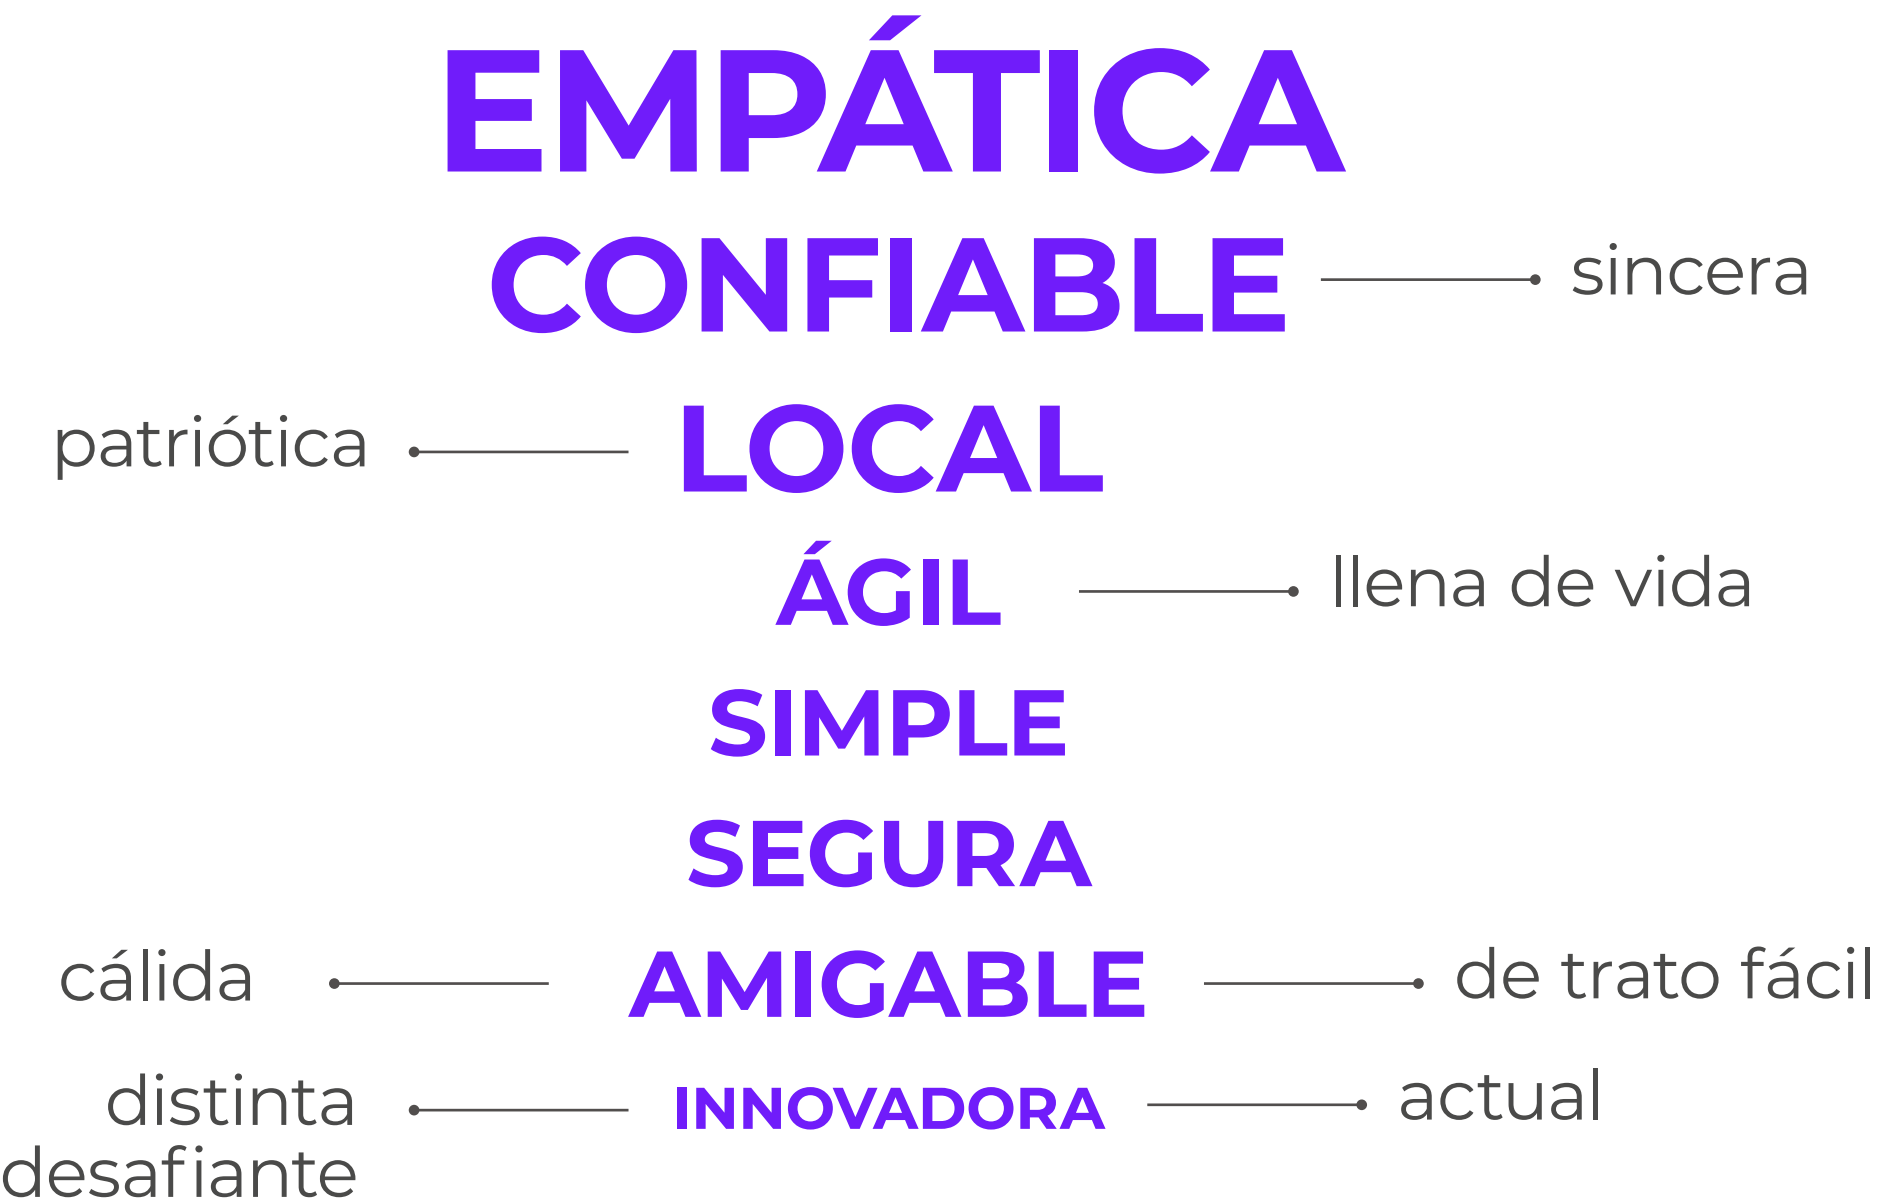 EMPÁTICA
CONFIABLE
sincera
patriótica
LOCAL
ÁGIL
llena de vida
SIMPLE
SEGURA
cálida
AMIGABLE
de trato fácil
distinta
desafiante
INNOVADORA
actual